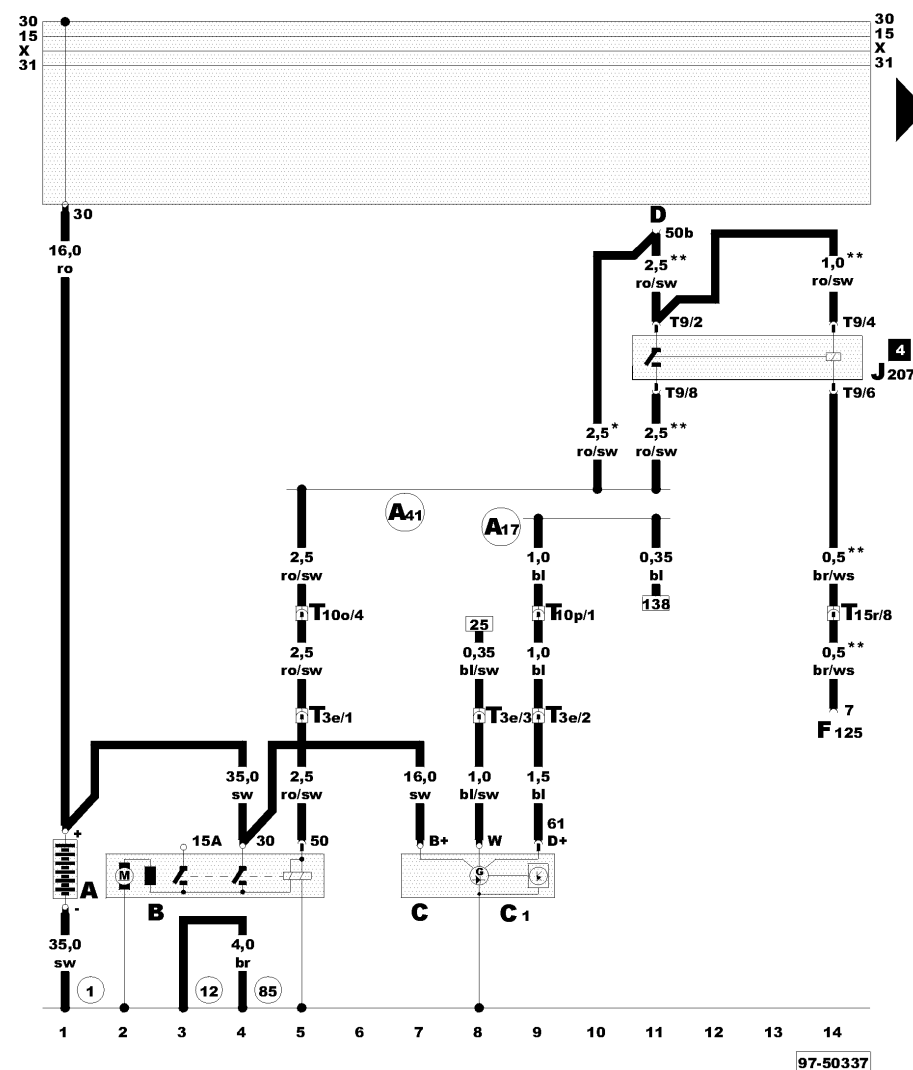 30 30
15 15
X X
31 31
30 D
50b
16,0 2,5** 1,0**
ro ro/sw ro/sw
T9/2 T9/4
4
J207
T9/8 T9/6
2,5* 2,5**
ro/sw ro/sw
A41 A17
2,5 1,0 0,35 0,5**
ro/sw bl bl br/ws
138
T10o/4 T10p/1 T15r/8
25
2,5 0,35 1,0 0,5**
ro/sw bl/sw bl br/ws
T3e/1 T3e/3 T3e/2 7
F125
35,0 2,5 16,0 1,0 1,5
sw ro/sw sw bl/sw bl
61
+ 15A 30 50 B+ W D+
M G
A
B C C1
-
35,0 4,0
sw br
1 12 85
1 2 3 4 5 6 7 8 9 10 11 12 13 14
97-50337